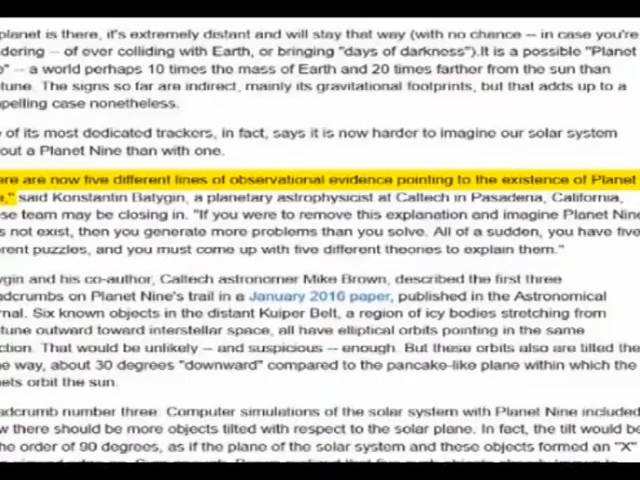 planet is there, it's extremely distant and will stay that way (with no chance -- in case you're
dering -- of ever colliding with Earth, or bringing "days of darkness").It is a possible "Planet
e" -- a world perhaps 10 times the mass of Earth and 20 times farther from the sun than
tune. The signs so far are indirect, mainly its gravitational footprints, but that adds up to a
pelling case nonetheless.
of its most dedicated trackers, in fact, says it is now harder to imagine our solar system
out a Planet Nine than with one.
ere are now five different lines of observational evidence pointing to the existence of Planet
e," said Konstantin Batygin, a planetary astrophysicist at Caltech in Pasadena, California,
se team may be closing in. "If you were to remove this explanation and imagine Planet Nine
s not exist, then you generate more problems than you solve. All of a sudden, you have five
erent puzzles, and you must come up with five different theories to explain them."
ygin and his co-author, Caltech astronomer Mike Brown, described the first three
adcrumbs on Planet Nine's trail in a January 2016 paper, published in the Astronomical
rnal. Six known objects in the distant Kuiper Belt, a region of icy bodies stretching from
tune outward toward interstellar space, all have elliptical orbits pointing in the same
ction. That would be unlikely -- and suspicious -- enough. But these orbits also are tilted the
e way, about 30 degrees "downward" compared to the pancake-like plane within which the
ets orbit the sun.
adcrumb number three. Computer simulations of the solar system with Planet Nine included
w there should be more objects tilted with respect to the solar plane. In fact, the tilt would be
he order of 90 degrees, as if the plane of the solar system and these objects formed an "X"